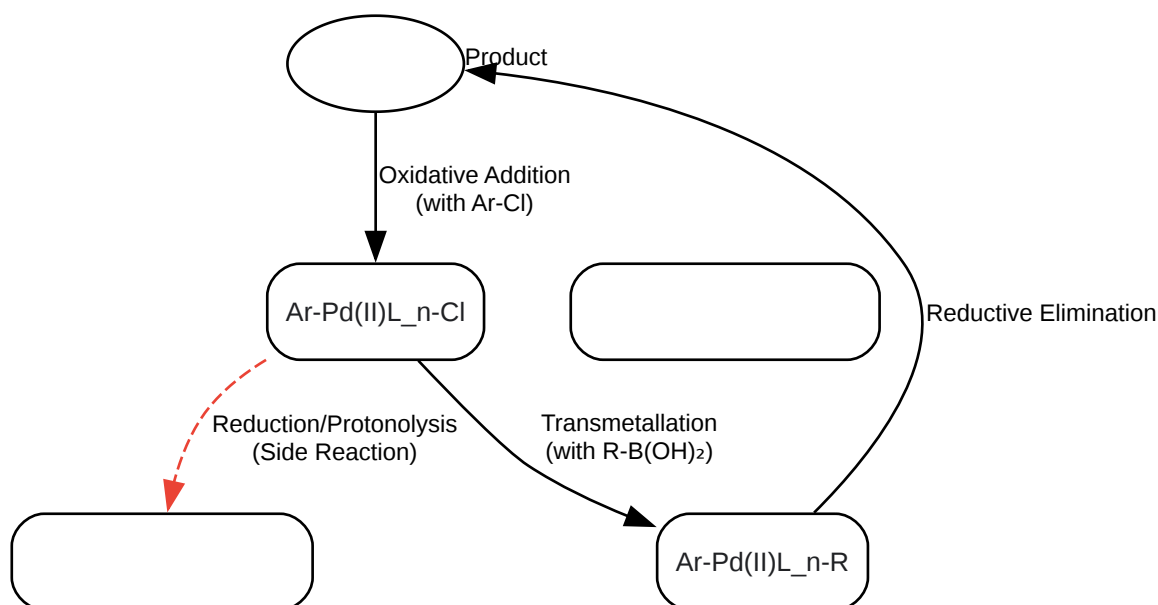 Product
Oxidative Addition
(with Ar-Cl)
Ar-Pd(II)L_n-Cl
Reductive Elimination
Reduction/Protonolysis
(Side Reaction)
Transmetallation
(with R-B(OH)₂)
Ar-Pd(II)L_n-R